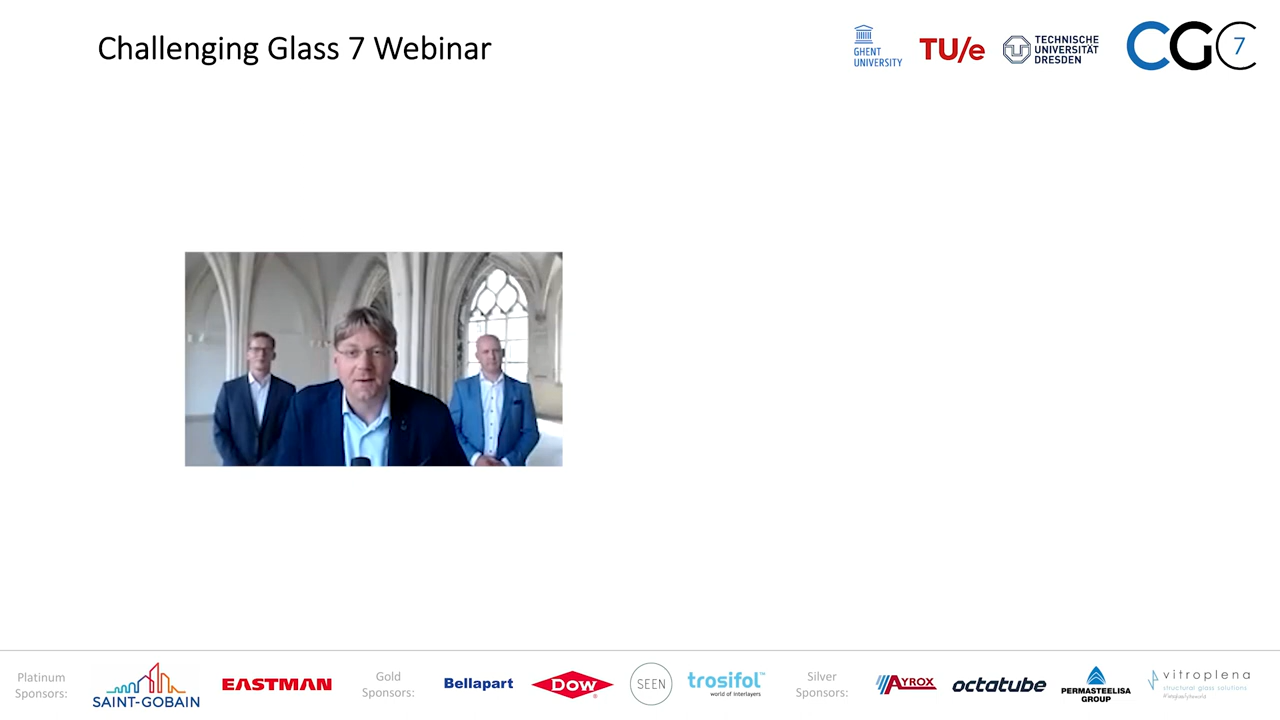 Challenging Glass 7 Webinar
GHENT
UNIVERSITY
TU/e
TECHNISCHE
UNIVERSITÄT
DRESDEN
CGC
7
Platinum
Sponsors:
SAINT-GOBAIN
EASTMAN
Gold
Sponsors:
Bellapart
DOW
SEEN
trosifol™
world of interlayers
Silver
Sponsors:
AYROX
octatube
PERMASTEELISA
GROUP
vitroplena
structural glass solutions